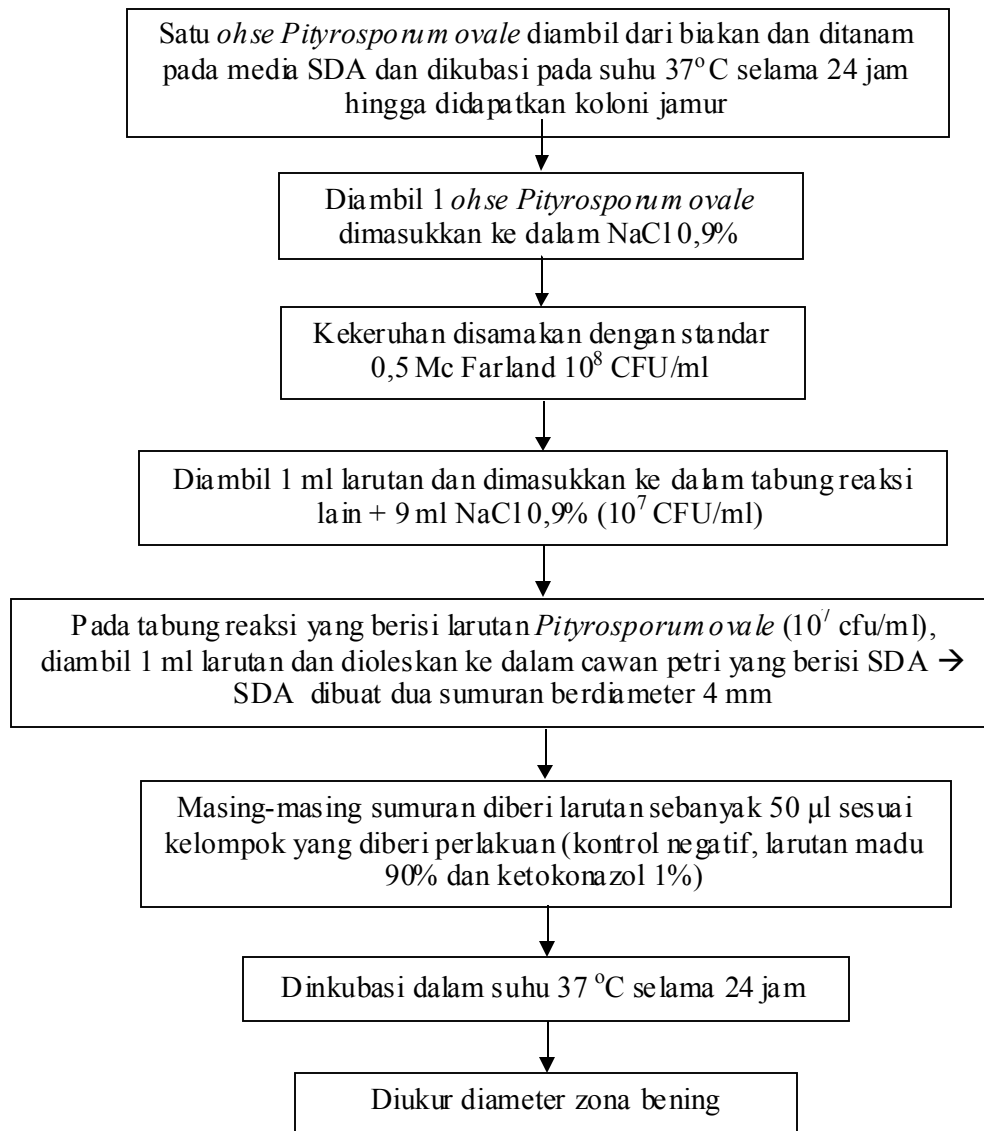 Satu ohse Pityrosporum ovale diambil dari biakan dan ditanam
pada media SDA dan dikubasi pada suhu 37°C selama 24 jam
hingga didapatkan koloni jamur
Diambil 1 ohse Pityrosporum ovale
dimasukkan ke dalam NaCl 0,9%
Kekeruhan disamakan dengan standar
0,5 Mc Farland 10⁸ CFU/ml
Diambil 1 ml larutan dan dimasukkan ke dalam tabung reaksi
lain + 9 ml NaCl 0,9% (10⁷ CFU/ml)
Pada tabung reaksi yang berisi larutan Pityrosporum ovale (10⁷ cfu/ml),
diambil 1 ml larutan dan dioleskan ke dalam cawan petri yang berisi SDA →
SDA dibuat dua sumuran berdiameter 4 mm
Masing-masing sumuran diberi larutan sebanyak 50 µl sesuai
kelompok yang diberi perlakuan (kontrol negatif, larutan madu
90% dan ketokonazol 1%)
Dinkubasi dalam suhu 37 °C selama 24 jam
Diukur diameter zona bening